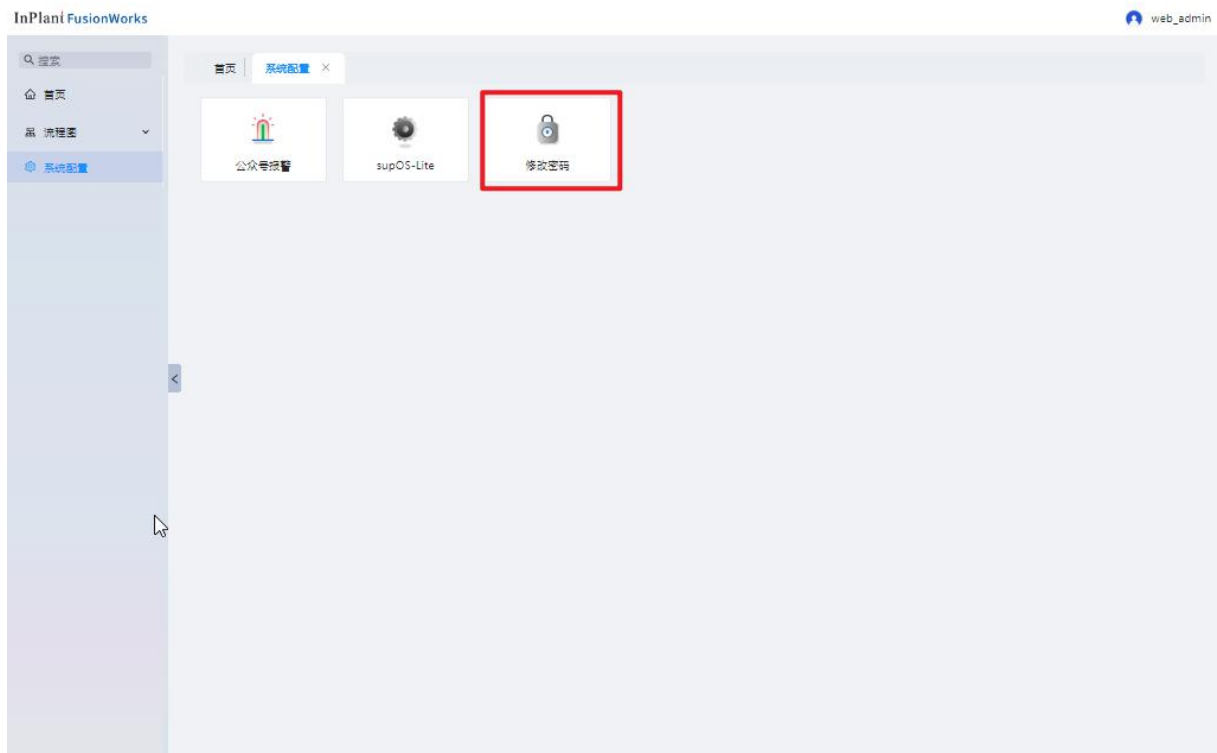 InPlant FusionWorks
web_admin
搜索
首页
流程图
系统配置
首页
系统配置
公众号报警
supOS-Lite
修改密码